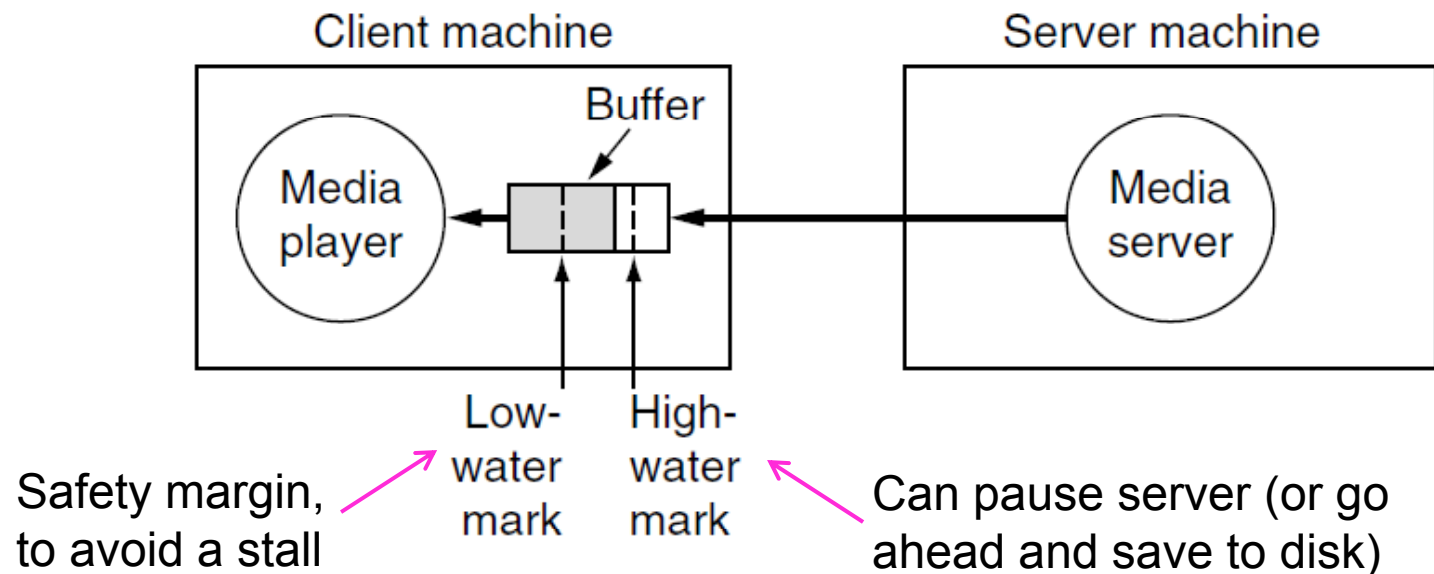 Client machine
Server machine
Buffer
Media
player
Media
server
Low-
water
mark
High-
water
mark
Safety margin,
to avoid a stall
Can pause server (or go
ahead and save to disk)